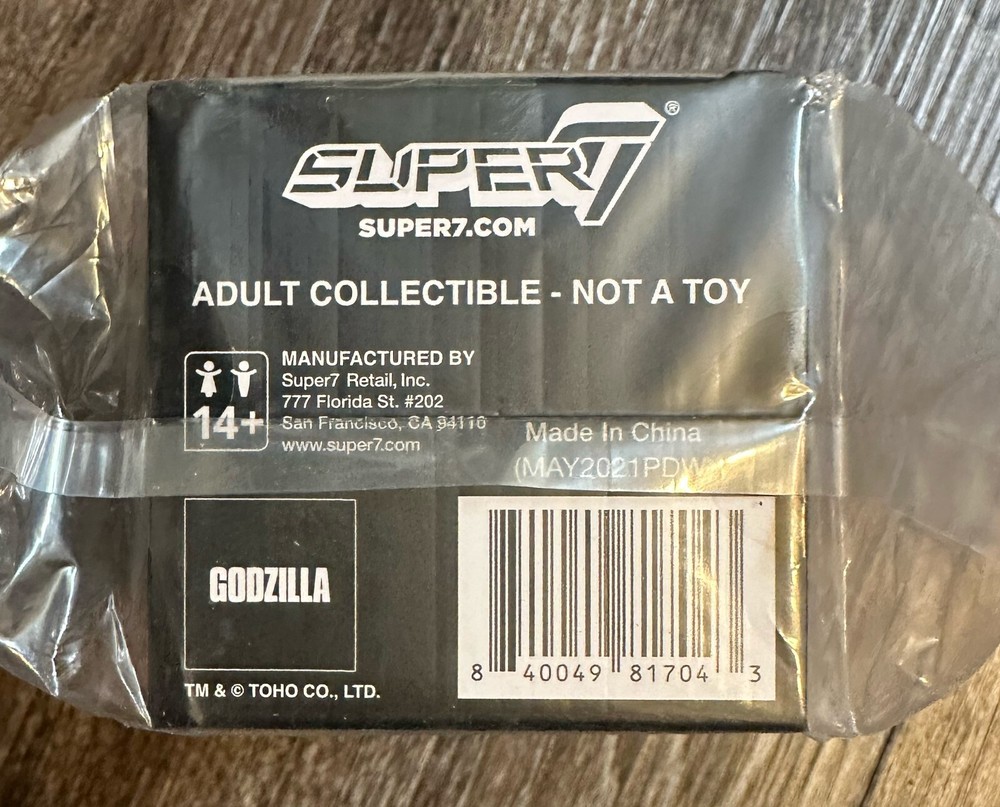 SUPER7®
SUPER7.COM
ADULT COLLECTIBLE - NOT A TOY
14+
MANUFACTURED BY
Super7 Retail, Inc.
777 Florida St. #202
San Francisco, CA 94110
www.super7.com
Made In China
(MAY2021PDW
GODZILLA
TM & © TOHO CO., LTD.
8 40049 81704 3